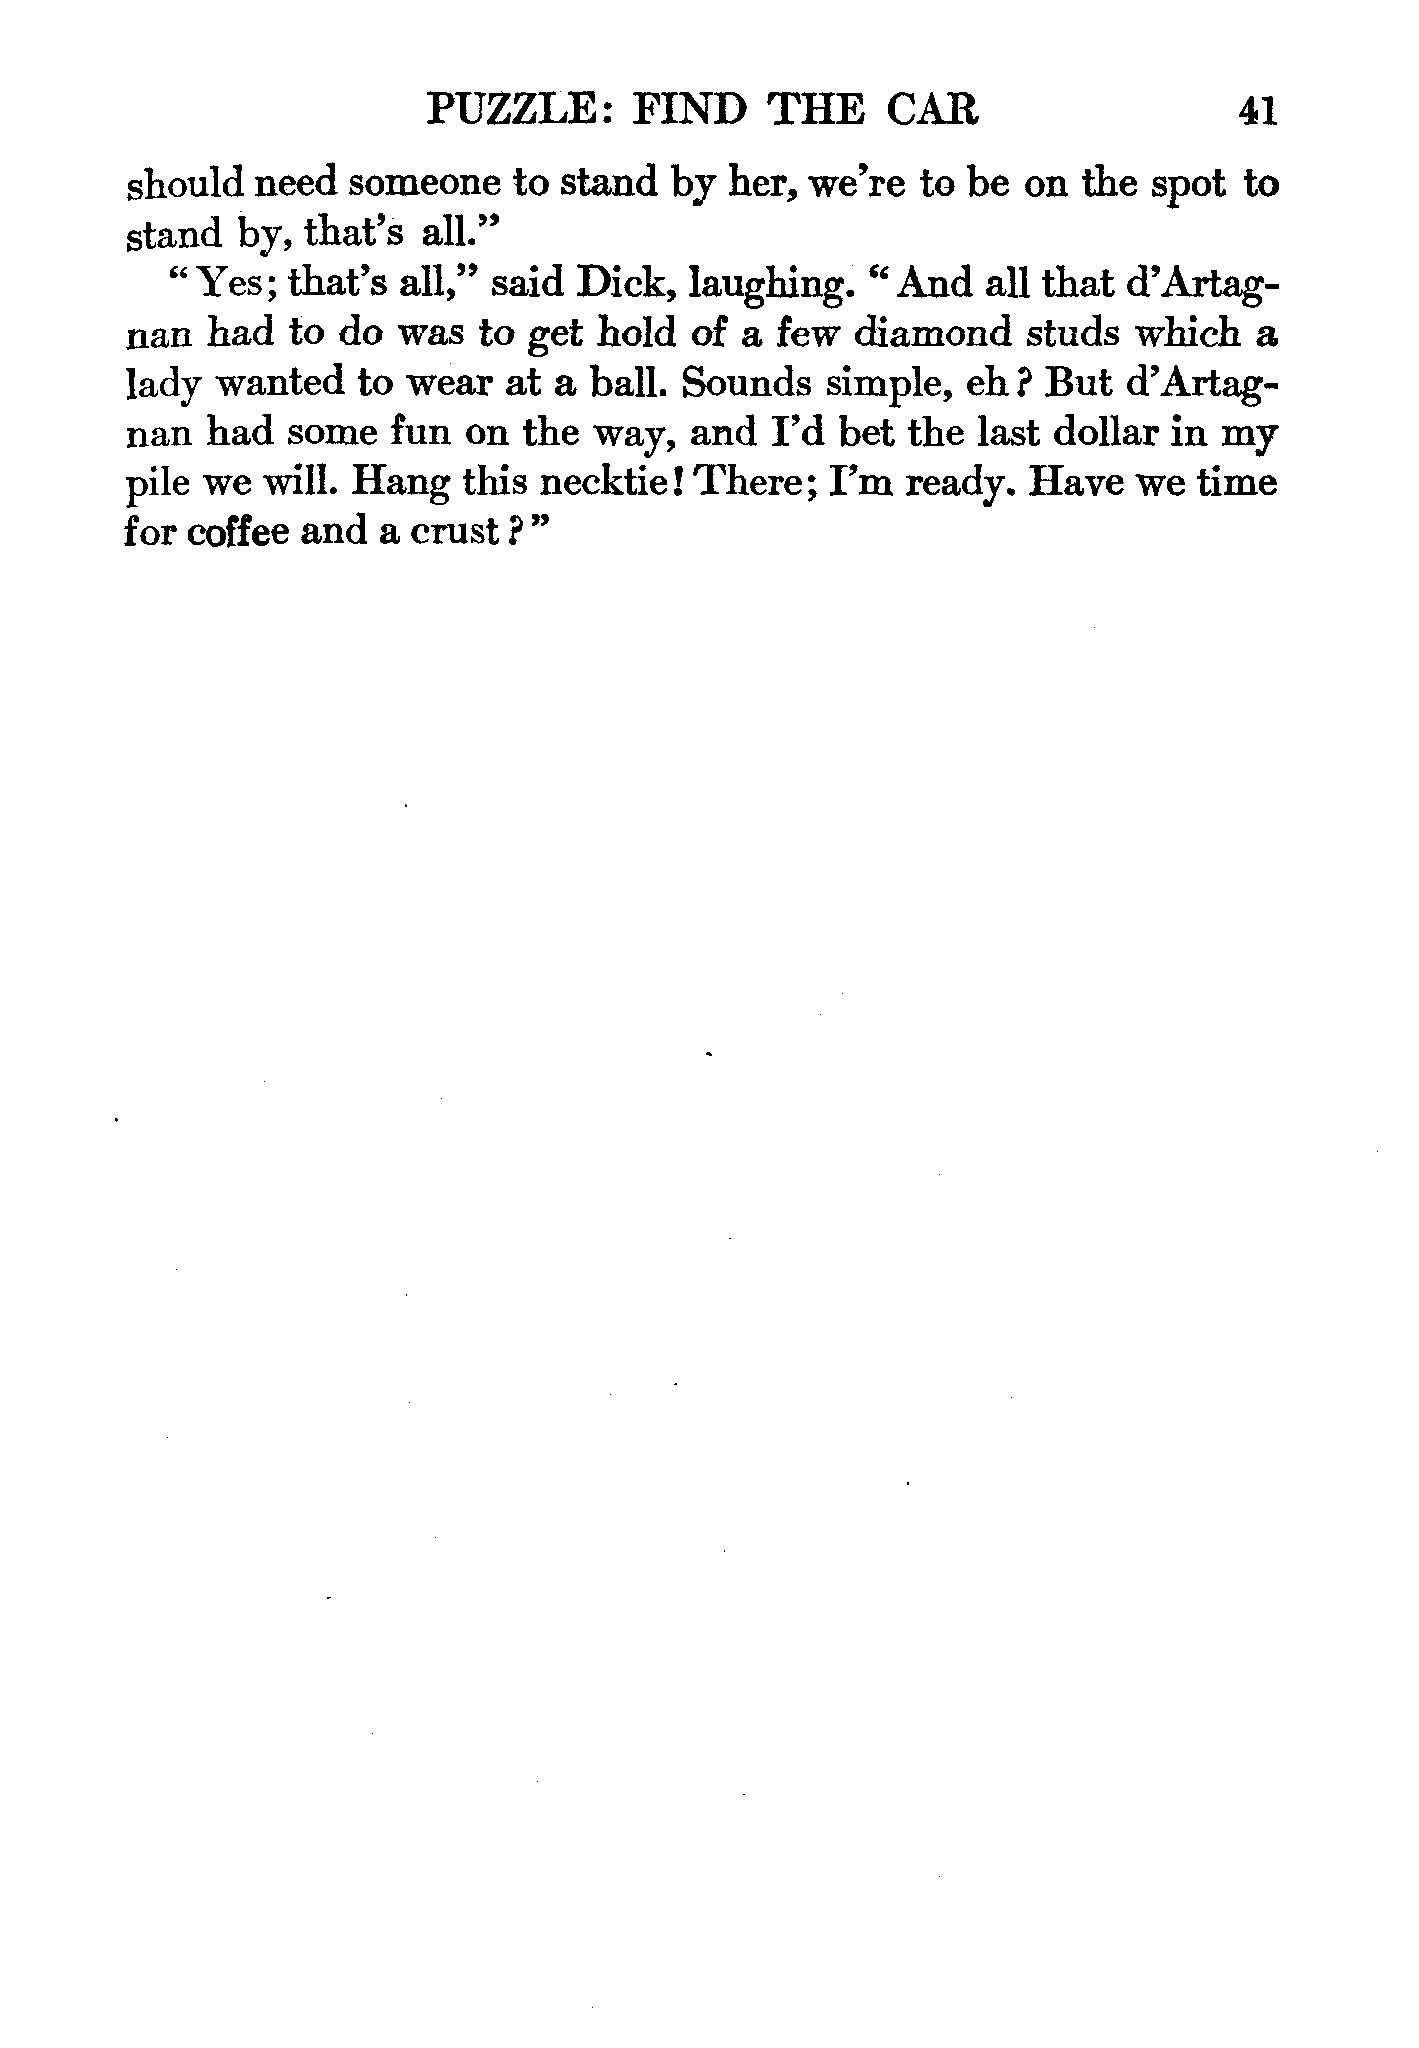 PUZZLE: FIND THE CAR 41
should need someone to stand by her, we're to be on the spot to
stand by, that's all."
"Yes; that's all," said Dick, laughing. "And all that d'Artag-
nan had to do was to get hold of a few diamond studs which a
lady wanted to wear at a ball. Sounds simple, eh? But d'Artag-
nan had some fun on the way, and I'd bet the last dollar in my
pile we will. Hang this necktie! There; I'm ready. Have we time
for coffee and a crust?"